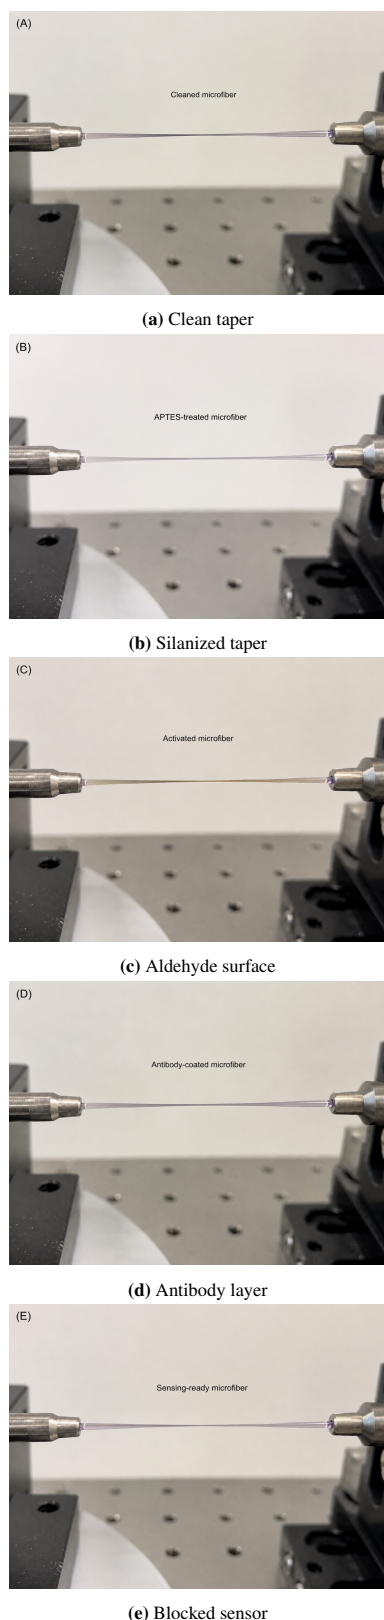 (A)
Cleaned microfiber
(a) Clean taper
(B)
APTES-treated microfiber
(b) Silanized taper
(C)
Activated microfiber
(c) Aldehyde surface
(D)
Antibody-coated microfiber
(d) Antibody layer
(E)
Sensing-ready microfiber
(e) Blocked sensor